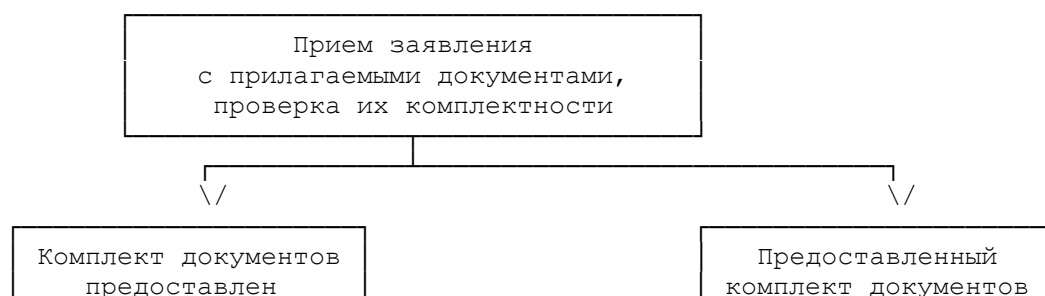 Прием заявления
с прилагаемыми документами,
проверка их комплектности
Комплект документов
предоставлен
Предоставленный
комплект документов